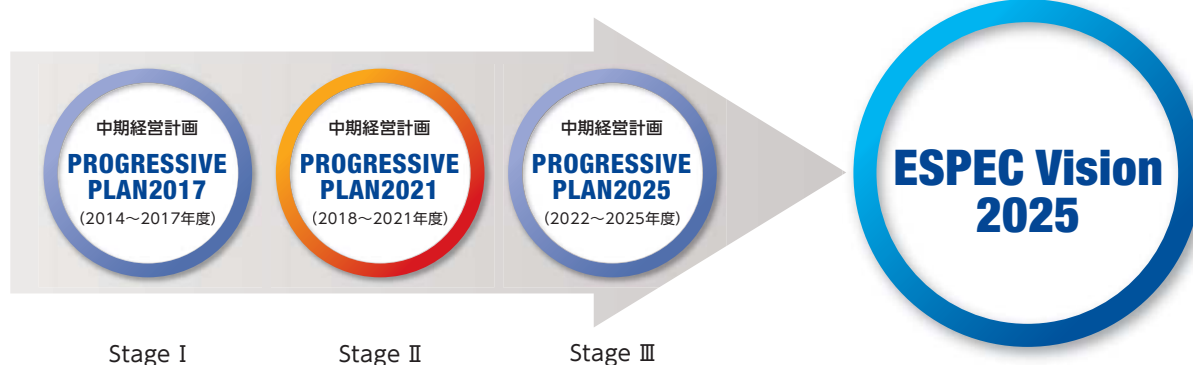 中期経営計画
PROGRESSIVE
PLAN2017
(2014～2017年度)
Stage Ⅰ
中期経営計画
PROGRESSIVE
PLAN2021
(2018～2021年度)
Stage Ⅱ
中期経営計画
PROGRESSIVE
PLAN2025
(2022～2025年度)
Stage Ⅲ
ESPEC Vision
2025